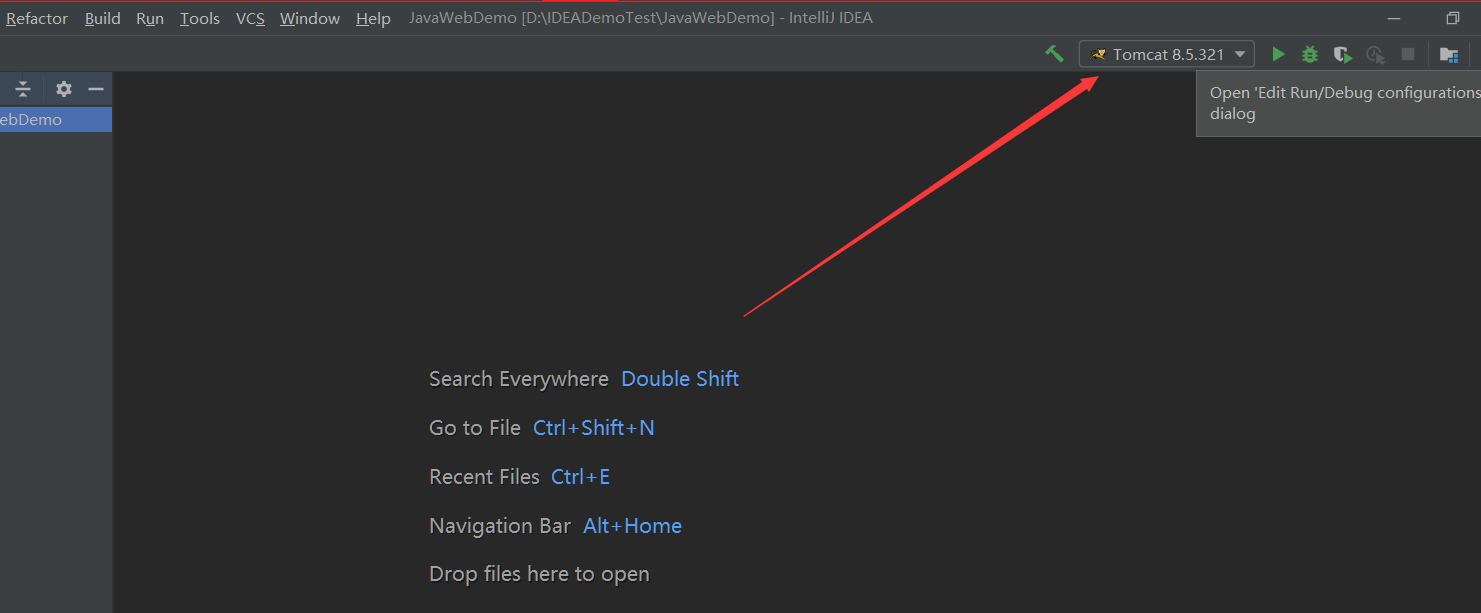 Refactor Build Run Tools VCS Window Help JavaWebDemo [D:\IDEADemoTest\JavaWebDemo] - IntelliJ IDEA
Tomcat 8.5.321
Open 'Edit Run/Debug configurations
dialog
ebDemo
Search Everywhere Double Shift
Go to File Ctrl+Shift+N
Recent Files Ctrl+E
Navigation Bar Alt+Home
Drop files here to open